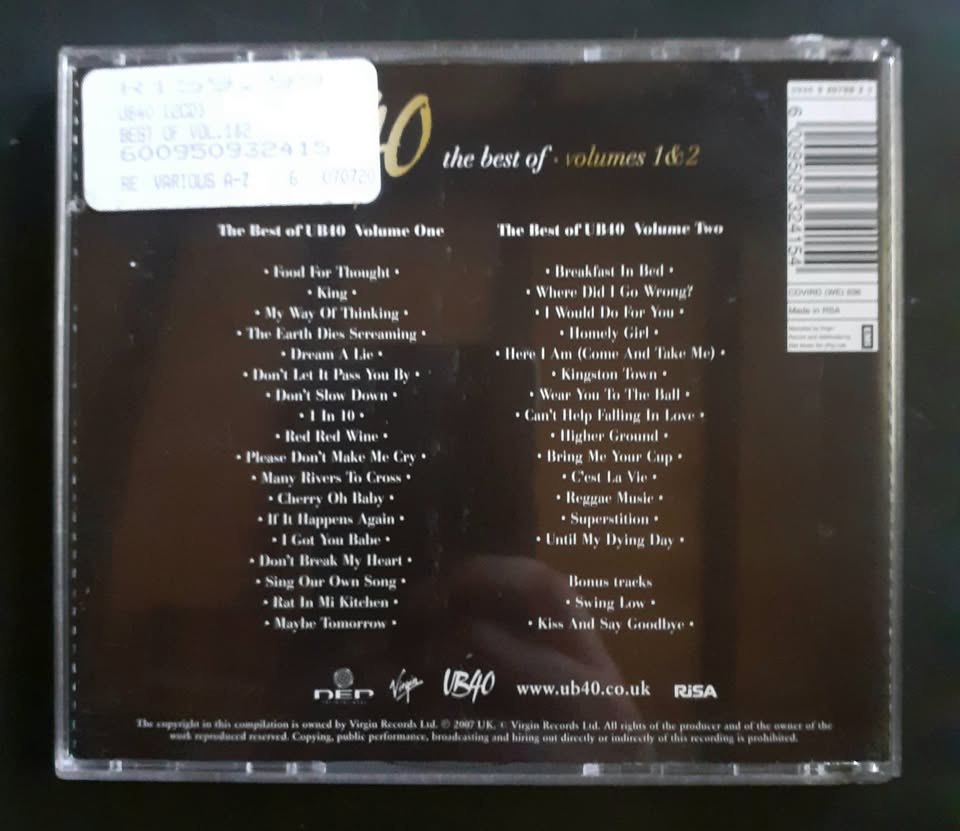 R159.99
UB40 (2CD)
BEST OF VOL.1&2
600950932415
RE VARIOUS A-Z 6 070720
40
the best of · volumes 1&2
The Best of UB40 Volume One
• Food For Thought •
• King •
• My Way Of Thinking •
• The Earth Dies Screaming •
• Dream A Lie •
• Don't Let It Pass You By •
• Don't Slow Down •
• 1 In 10 •
• Red Red Wine •
• Please Don't Make Me Cry •
• Many Rivers To Cross •
• Cherry Oh Baby •
• If It Happens Again •
• I Got You Babe •
• Don't Break My Heart •
• Sing Our Own Song •
• Rat In Mi Kitchen •
• Maybe Tomorrow •
The Best of UB40 Volume Two
• Breakfast In Bed •
• Where Did I Go Wrong?
• I Would Do For You •
• Homely Girl •
• Here I Am (Come And Take Me) •
• Kingston Town •
• Wear You To The Ball •
• Can't Help Falling In Love •
• Higher Ground •
• Bring Me Your Cup •
• C'est La Vie •
• Reggae Music •
• Superstition •
• Until My Dying Day •
Bonus tracks
• Swing Low •
• Kiss And Say Goodbye •
6 009509 324154
Made in RSA
EMI
DEP
Virgin
UB40
www.ub40.co.uk
RiSA
The copyright in this compilation is owned by Virgin Records Ltd. © 2007 UK. © Virgin Records Ltd. All rights of the producer and of the owner of the
work reproduced reserved. Copying, public performance, broadcasting and hiring out directly or indirectly of this recording is prohibited.